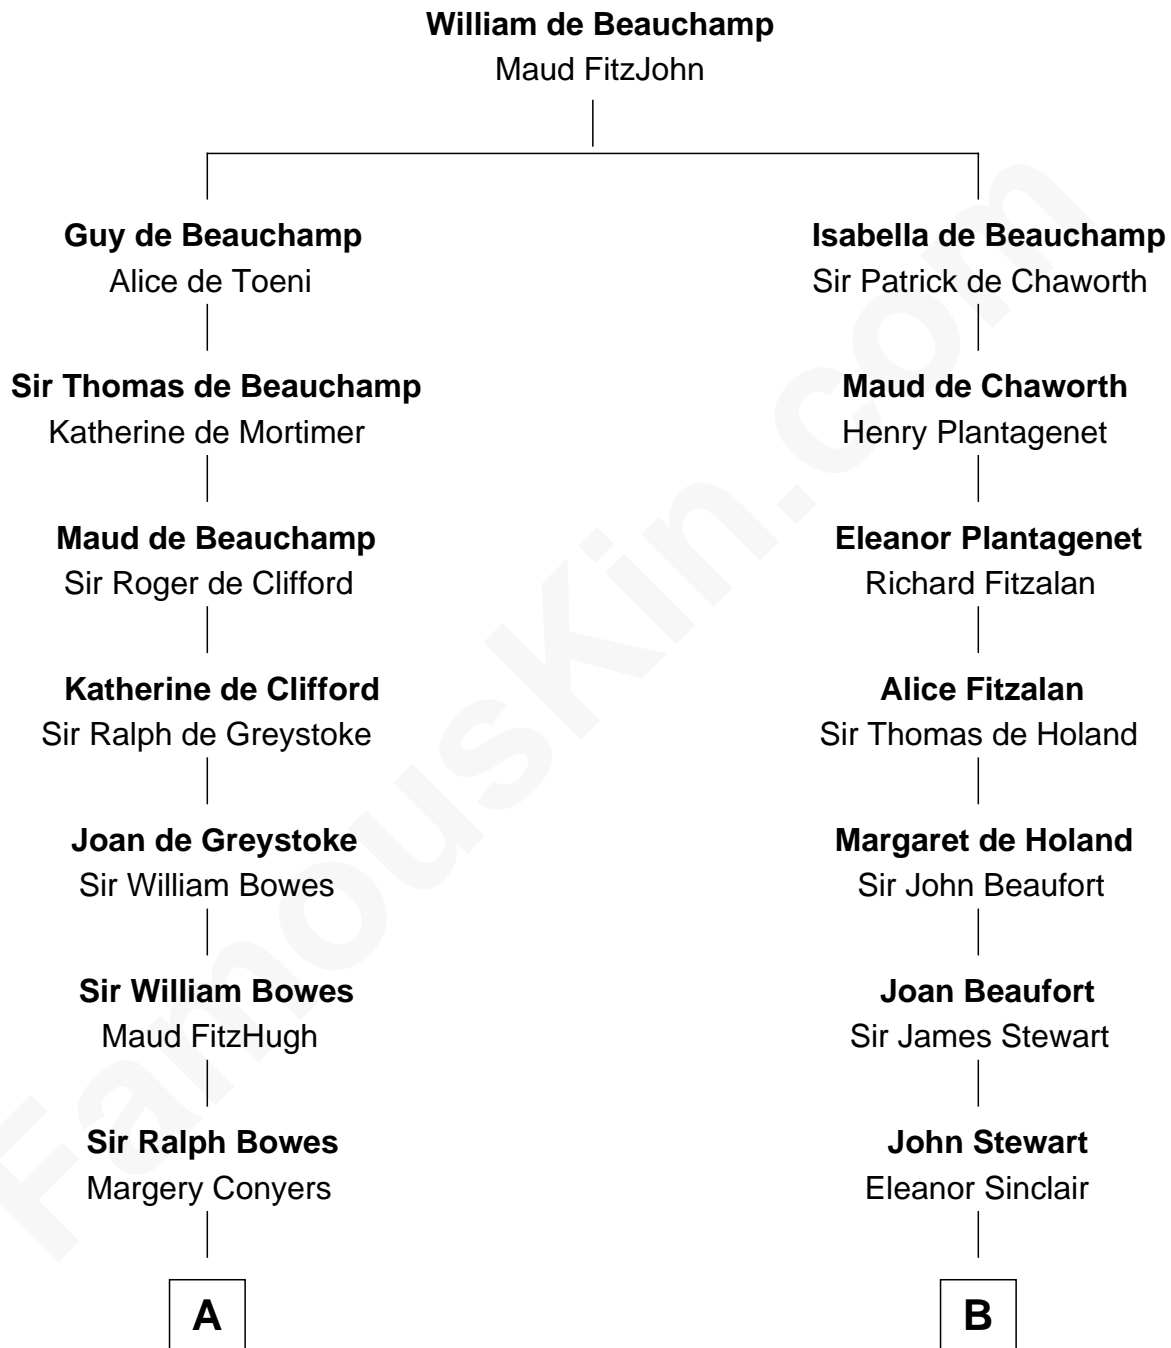 William de Beauchamp
Maud FitzJohn
Guy de Beauchamp
Alice de Toeni
Isabella de Beauchamp
Sir Patrick de Chaworth
Sir Thomas de Beauchamp
Katherine de Mortimer
Maud de Chaworth
Henry Plantagenet
Maud de Beauchamp
Sir Roger de Clifford
Eleanor Plantagenet
Richard Fitzalan
Katherine de Clifford
Sir Ralph de Greystoke
Alice Fitzalan
Sir Thomas de Holand
Joan de Greystoke
Sir William Bowes
Margaret de Holand
Sir John Beaufort
Sir William Bowes
Maud FitzHugh
Joan Beaufort
Sir James Stewart
Sir Ralph Bowes
Margery Conyers
John Stewart
Eleanor Sinclair
A
B
FamousKin.com